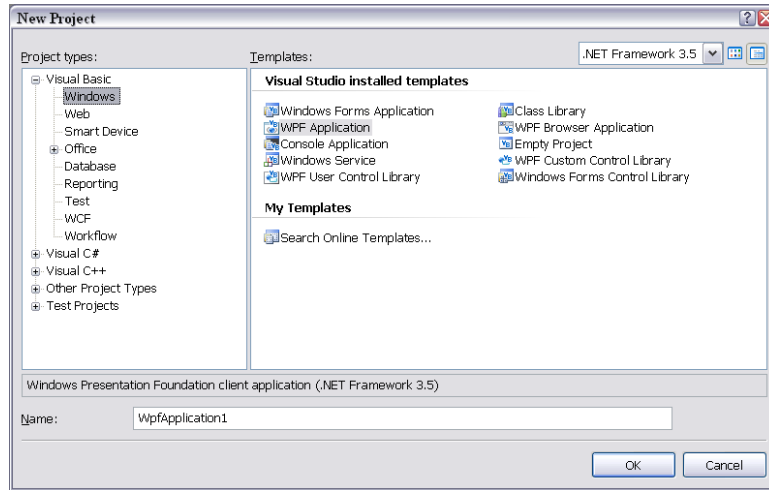 New Project
Project types:
Templates:
.NET Framework 3.5
Visual Basic
Windows
Web
Smart Device
Office
Database
Reporting
Test
WCF
Workflow
Visual C#
Visual C++
Other Project Types
Test Projects
Visual Studio installed templates
Windows Forms Application
Class Library
WPF Application
WPF Browser Application
Console Application
Empty Project
Windows Service
WPF Custom Control Library
WPF User Control Library
Windows Forms Control Library
My Templates
Search Online Templates...
Windows Presentation Foundation client application (.NET Framework 3.5)
Name:
WpfApplication1
OK
Cancel